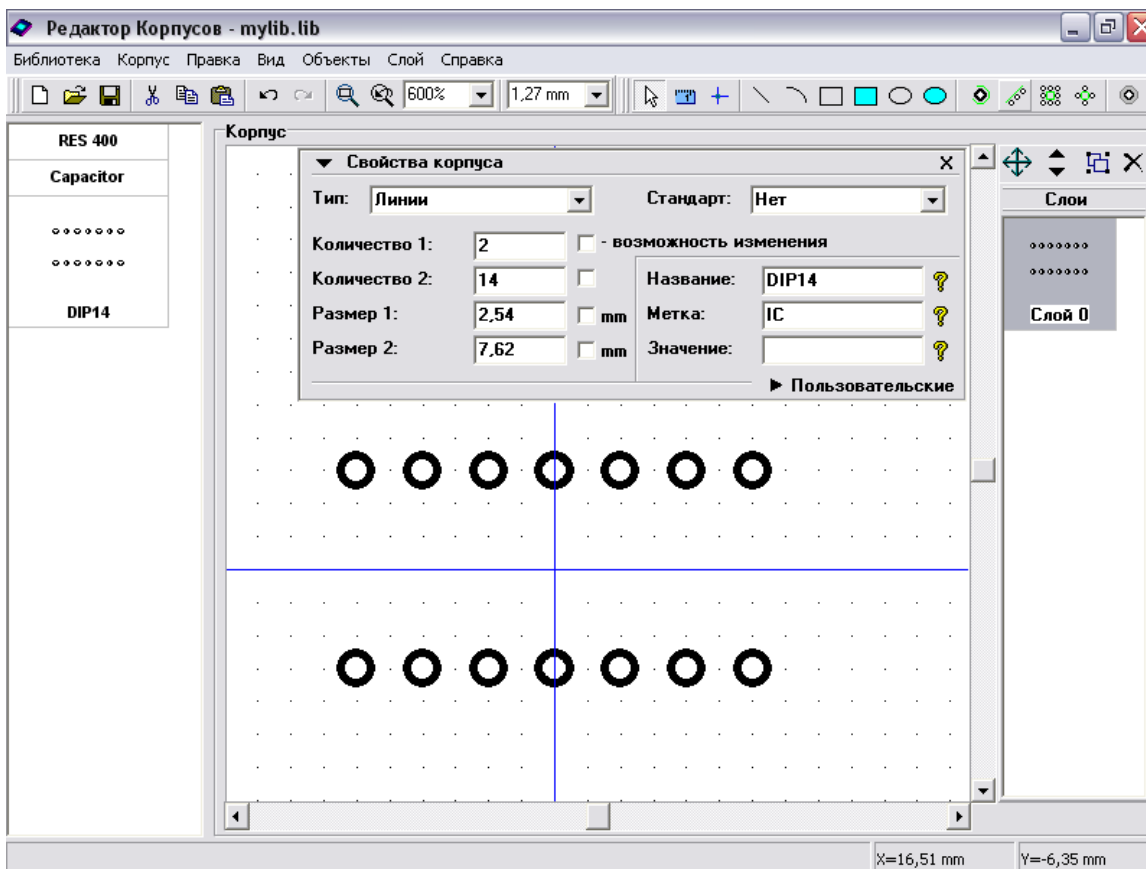 Редактор Корпусов - mylib.lib
Библиотека Корпус Правка Вид Объекты Слой Справка
600% 1,27 mm
RES 400
Capacitor
DIP14
Корпус
Свойства корпуса X
Тип: Линии Стандарт: Нет
Количество 1: 2 - возможность изменения
Количество 2: 14 Название: DIP14 ?
Размер 1: 2,54 mm Метка: IC ?
Размер 2: 7,62 mm Значение: ?
Пользовательские
Слои
Слой 0
X=16,51 mm Y=-6,35 mm